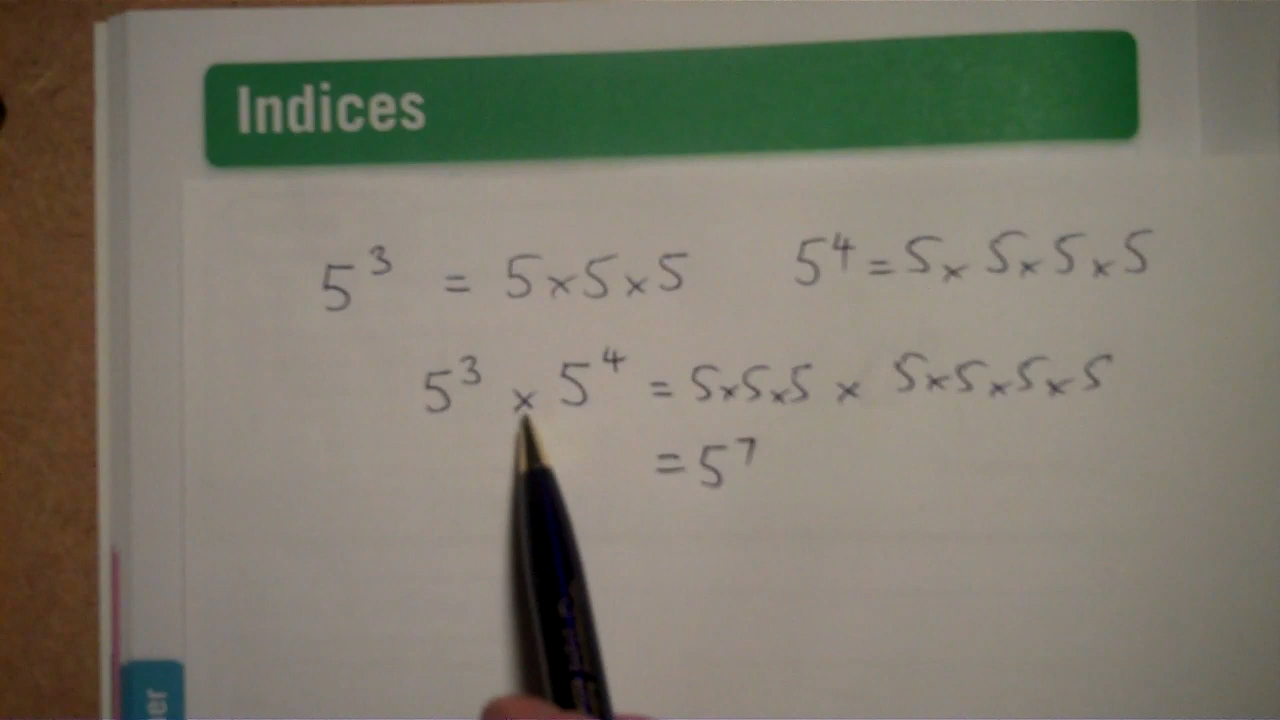 Indices
5³ = 5×5×5 5⁴ = 5×5×5×5
5³ × 5⁴ = 5×5×5 × 5×5×5×5
= 5⁷